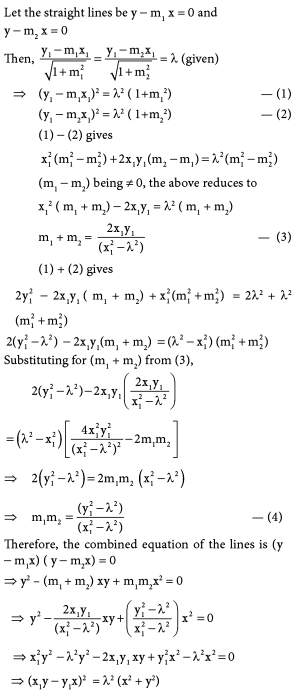 Let the straight lines be y – m₁ x = 0 and
y – m₂ x = 0
Then, (y₁ – m₁x₁)/√(1+m₁²) = (y₁ – m₂x₁)/√(1+m₂²) = λ (given)
⇒ (y₁ – m₁x₁)² = λ² ( 1+m₁²) — (1)
(y₁ – m₂x₁)² = λ² ( 1+m₂²) — (2)
(1) – (2) gives
x₁²(m₁² – m₂²)+2x₁y₁(m₂ – m₁)=λ²(m₁² – m₂²)
(m₁ – m₂) being ≠ 0, the above reduces to
x₁² ( m₁ + m₂) – 2x₁y₁ = λ² ( m₁ + m₂)
m₁ + m₂ = 2x₁y₁/(x₁² – λ²) — (3)
(1) + (2) gives
2y₁² – 2x₁y₁ ( m₁ + m₂) + x₁²(m₁² + m₂²) = 2λ² + λ²
(m₁² + m₂²)
2(y₁² – λ²) – 2x₁y₁(m₁ + m₂) = (λ² – x₁²) (m₁² + m₂²)
Substituting for (m₁ + m₂) from (3),
2(y₁² – λ²) – 2x₁y₁ (2x₁y₁/(x₁² – λ²))
= (λ² – x₁²) [4x₁²y₁²/(x₁² – λ²)² – 2m₁m₂]
⇒ 2(y₁² – λ²) = 2m₁m₂ (x₁² – λ²)
⇒ m₁m₂ = (y₁² – λ²)/(x₁² – λ²) — (4)
Therefore, the combined equation of the lines is (y
– m₁x) ( y – m₂x) = 0
⇒ y² – (m₁ + m₂) xy + m₁m₂x² = 0
⇒ y² – 2x₁y₁/(x₁² – λ²) xy + ((y₁² – λ²)/(x₁² – λ²)) x² = 0
⇒ x₁²y² – λ²y² – 2x₁y₁ xy + y₁²x² – λ²x² = 0
⇒ (x₁y – y₁x)² = λ² (x² + y²)